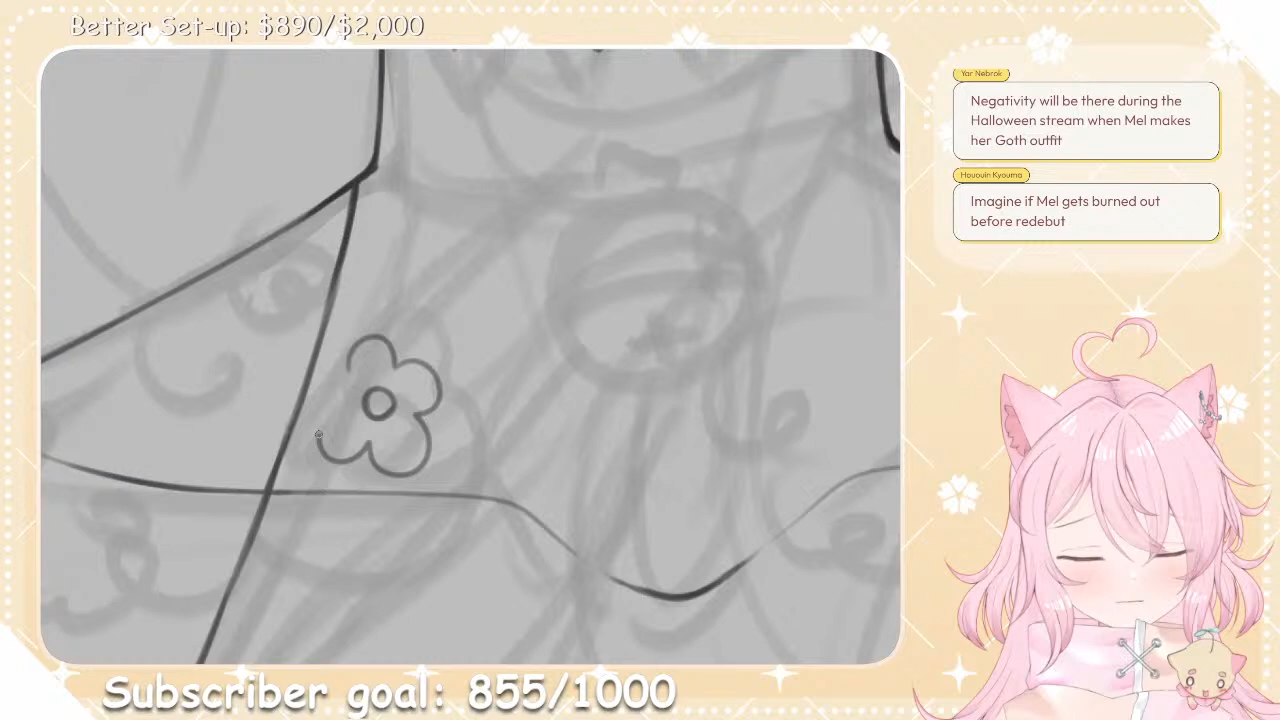 Better Set-up: $890/$2,000
Yar Nebrok
Negativity will be there during the
Halloween stream when Mel makes
her Goth outfit
Hououin Kyouma
Imagine if Mel gets burned out
before redebut
Subscriber goal: 855/1000